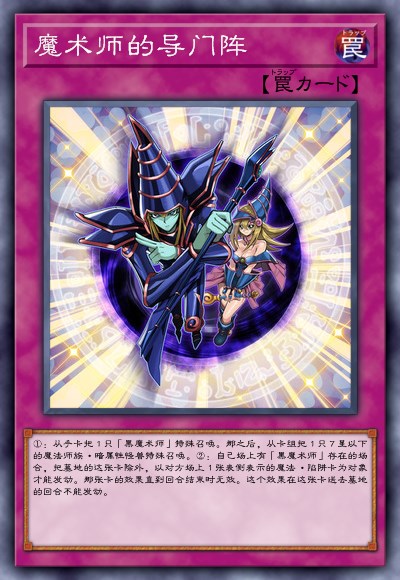 魔术师的导门阵
トラップ
罠
トラップ
【罠カード】
①：从手卡把１只「黑魔术师」特殊召唤。那之后，从卡组把１只７星以下
的魔法师族・暗属性怪兽特殊召唤。②：自己场上有「黑魔术师」存在的场
合，把墓地的这张卡除外，以对方场上１张表侧表示的魔法・陷阱卡为对象
才能发动。那张卡的效果直到回合结束时无效。这个效果在这张卡送去墓地
的回合不能发动。